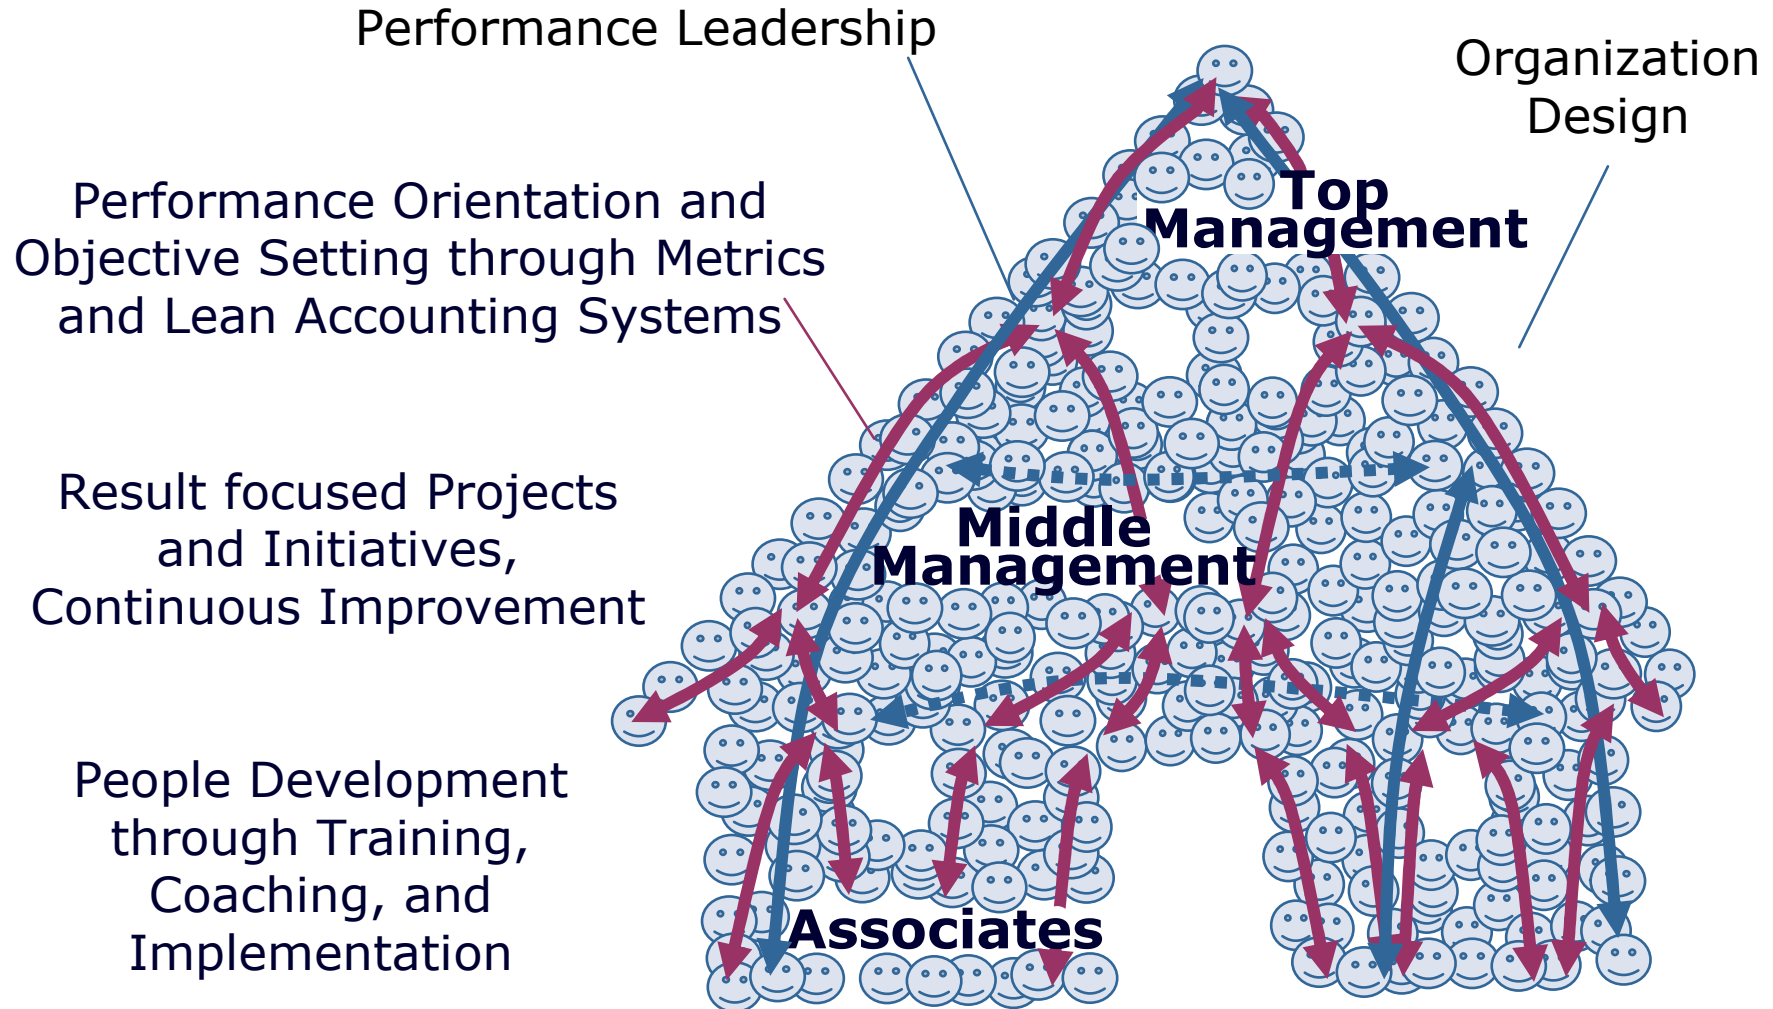 Performance Leadership
Organization
Design
Performance Orientation and
Objective Setting through Metrics
and Lean Accounting Systems
Top
Management
Result focused Projects
and Initiatives,
Continuous Improvement
Middle
Management
People Development
through Training,
Coaching, and
Implementation
Associates